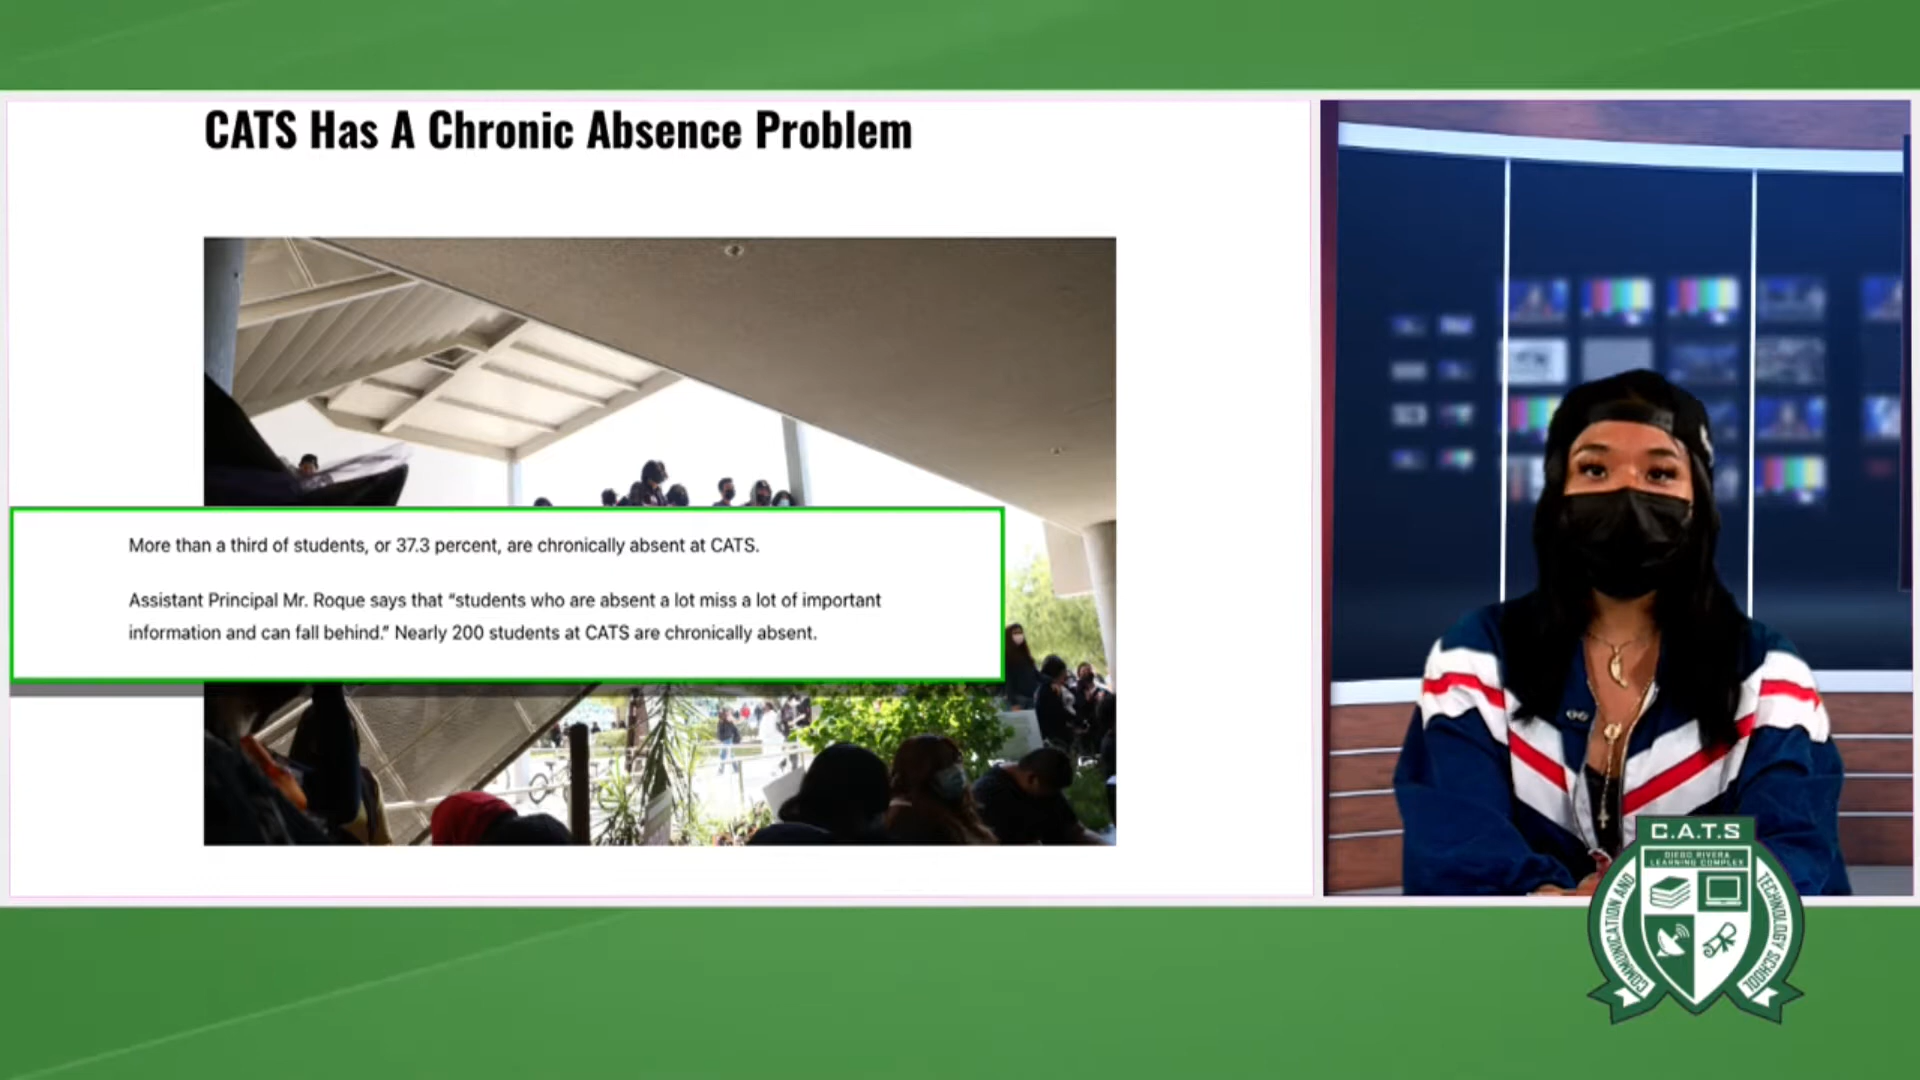 CATS Has A Chronic Absence Problem
More than a third of students, or 37.3 percent, are chronically absent at CATS.
Assistant Principal Mr. Roque says that “students who are absent a lot miss a lot of important
information and can fall behind.” Nearly 200 students at CATS are chronically absent.
C.A.T.S
DIEGO RIVERA
LEARNING COMPLEX
COMMUNICATION AND
TECHNOLOGY SCHOOL